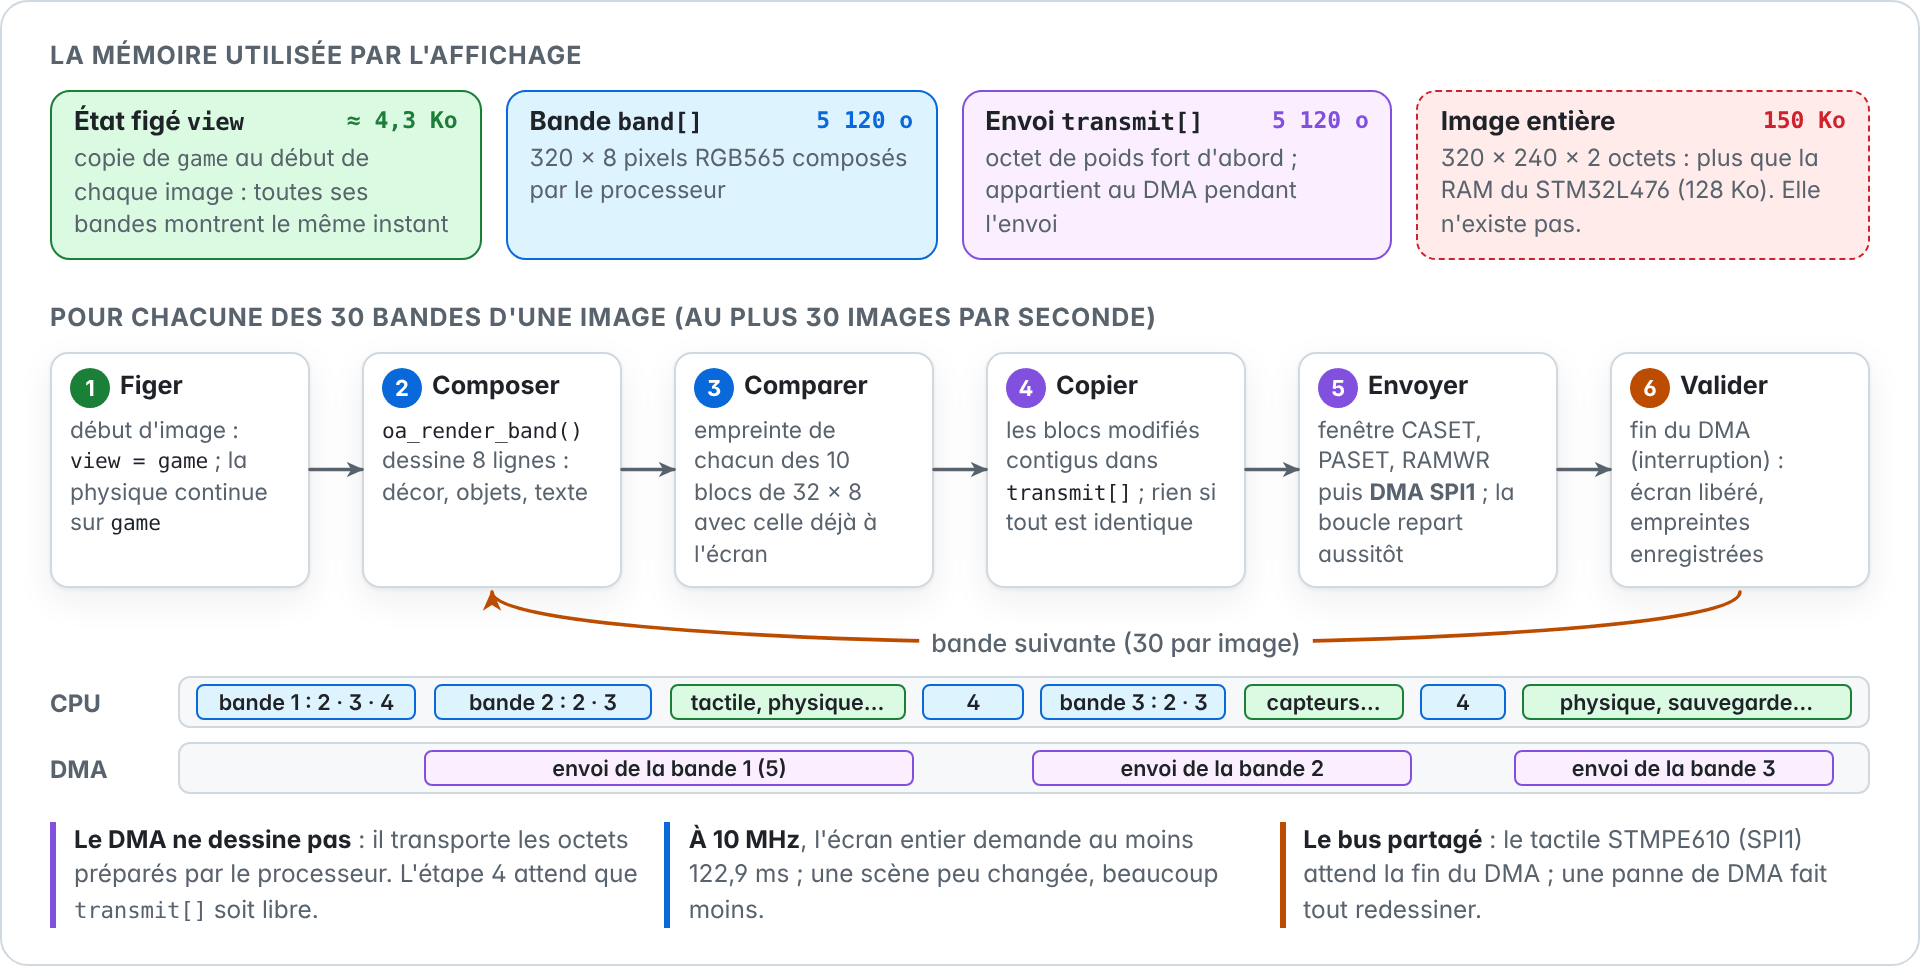 LA MÉMOIRE UTILISÉE PAR L'AFFICHAGE
État figé view ≈ 4,3 Ko
copie de game au début de
chaque image : toutes ses
bandes montrent le même instant
Bande band[] 5 120 o
320 × 8 pixels RGB565 composés
par le processeur
Envoi transmit[] 5 120 o
octet de poids fort d'abord ;
appartient au DMA pendant
l'envoi
Image entière 150 Ko
320 × 240 × 2 octets : plus que la
RAM du STM32L476 (128 Ko). Elle
n'existe pas.
POUR CHACUNE DES 30 BANDES D'UNE IMAGE (AU PLUS 30 IMAGES PAR SECONDE)
1 Figer
début d'image :
view = game ; la
physique continue
sur game
2 Composer
oa_render_band()
dessine 8 lignes :
décor, objets, texte
3 Comparer
empreinte de
chacun des 10
blocs de 32 × 8
avec celle déjà à
l'écran
4 Copier
les blocs modifiés
contigus dans
transmit[] ; rien si
tout est identique
5 Envoyer
fenêtre CASET,
PASET, RAMWR
puis DMA SPI1 ; la
boucle repart
aussitôt
6 Valider
fin du DMA
(interruption) :
écran libéré,
empreintes
enregistrées
bande suivante (30 par image)
CPU
bande 1 : 2 · 3 · 4
bande 2 : 2 · 3
tactile, physique…
4
bande 3 : 2 · 3
capteurs…
4
physique, sauvegarde…
DMA
envoi de la bande 1 (5)
envoi de la bande 2
envoi de la bande 3
Le DMA ne dessine pas : il transporte les octets
préparés par le processeur. L'étape 4 attend que
transmit[] soit libre.
À 10 MHz, l'écran entier demande au moins
122,9 ms ; une scène peu changée, beaucoup
moins.
Le bus partagé : le tactile STMPE610 (SPI1)
attend la fin du DMA ; une panne de DMA fait
tout redessiner.